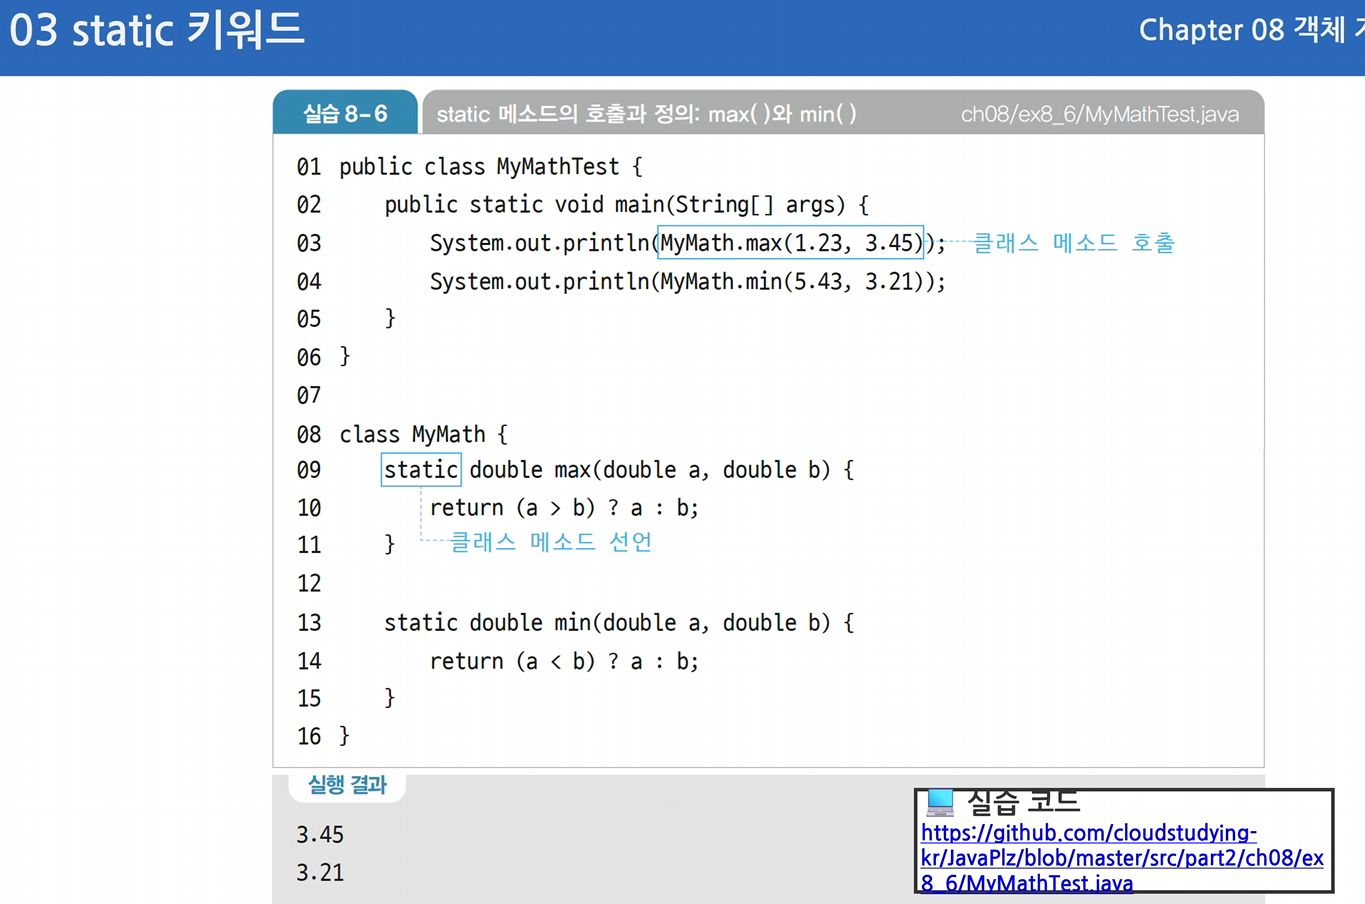 03 static 키워드
Chapter 08 객체
실습 8-6
static 메소드의 호출과 정의: max( )와 min( )
ch08/ex8_6/MyMathTest.java
01 public class MyMathTest {
02 public static void main(String[] args) {
03 System.out.println(MyMath.max(1.23, 3.45)); 클래스 메소드 호출
04 System.out.println(MyMath.min(5.43, 3.21));
05 }
06 }
07
08 class MyMath {
09 static double max(double a, double b) {
10 return (a > b) ? a : b;
11 } 클래스 메소드 선언
12
13 static double min(double a, double b) {
14 return (a < b) ? a : b;
15 }
16 }
실행 결과
3.45
3.21
실습 코드
https://github.com/cloudstudying-
kr/JavaPlz/blob/master/src/part2/ch08/ex
8_6/MyMathTest.java